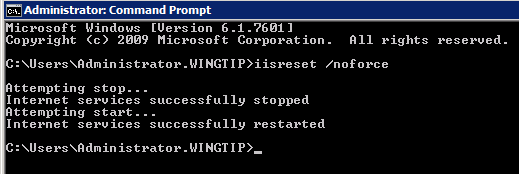 Administrator: Command Prompt
Microsoft Windows [Version 6.1.7601]
Copyright (c) 2009 Microsoft Corporation.  All rights reserved.
C:\Users\Administrator.WINGTIP>iisreset /noforce
Attempting stop...
Internet services successfully stopped
Attempting start...
Internet services successfully restarted
C:\Users\Administrator.WINGTIP>_